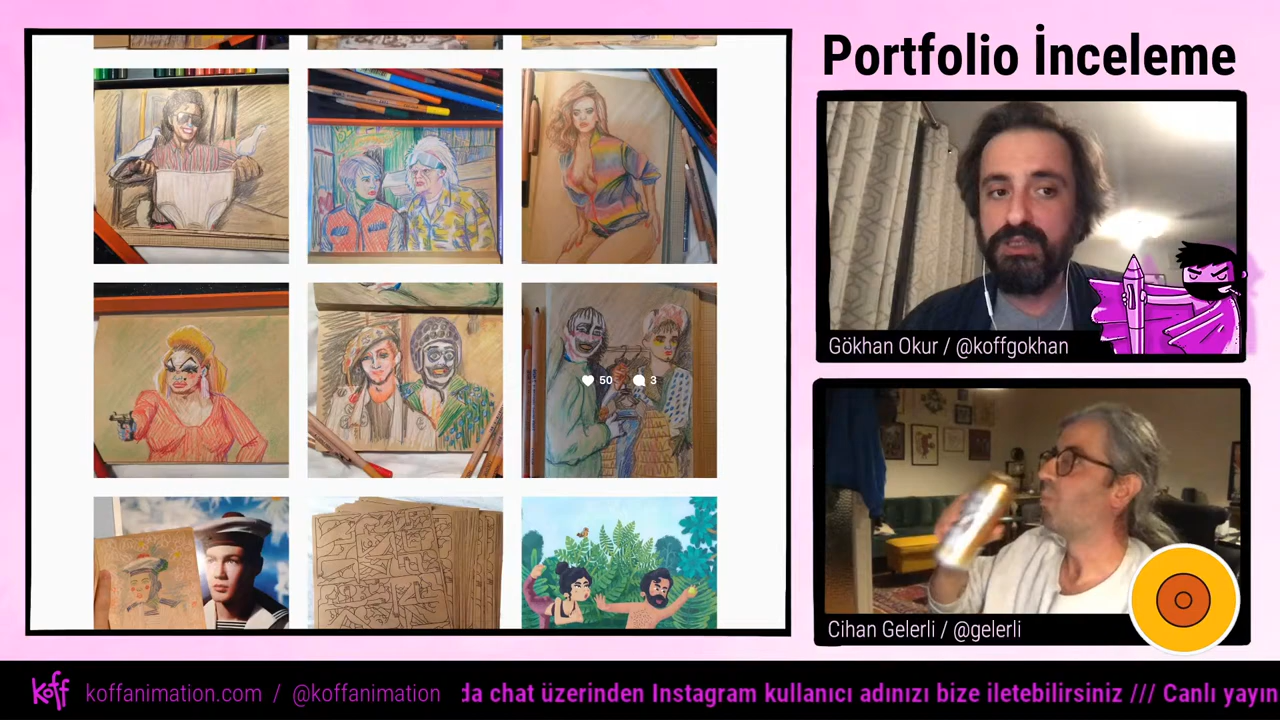 Portfolio İnceleme
50
3
Gökhan Okur / @koffgokhan
Cihan Gelerli / @gelerli
koff
koffanimation.com / @koffanimation
da chat üzerinden Instagram kullanıcı adınızı bize iletebilirsiniz /// Canlı yayın